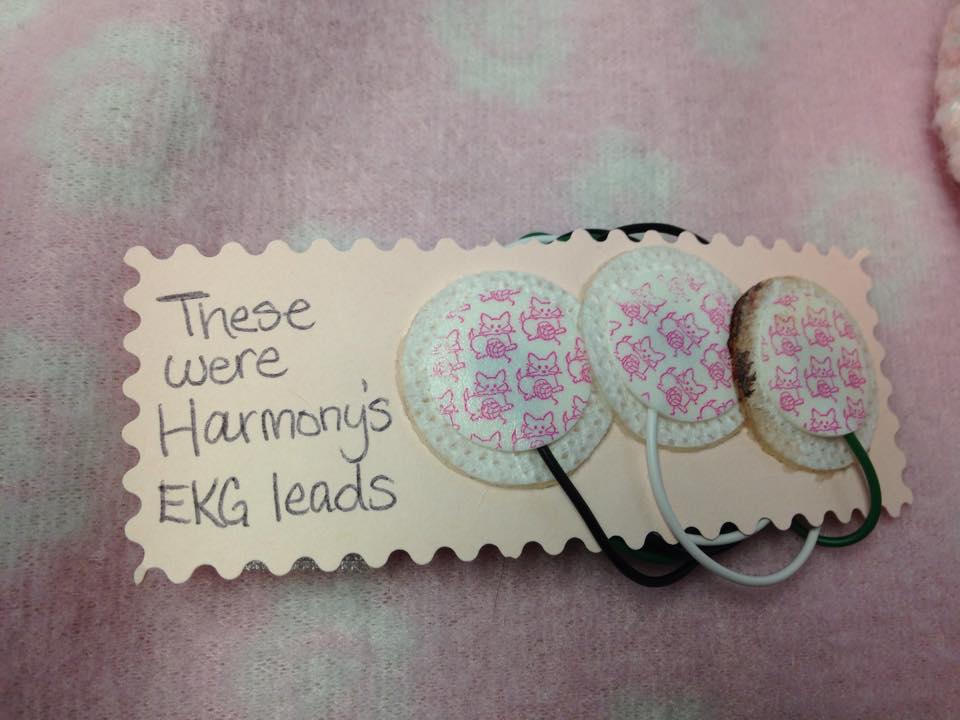 These
were
Harmony's
EKG leads